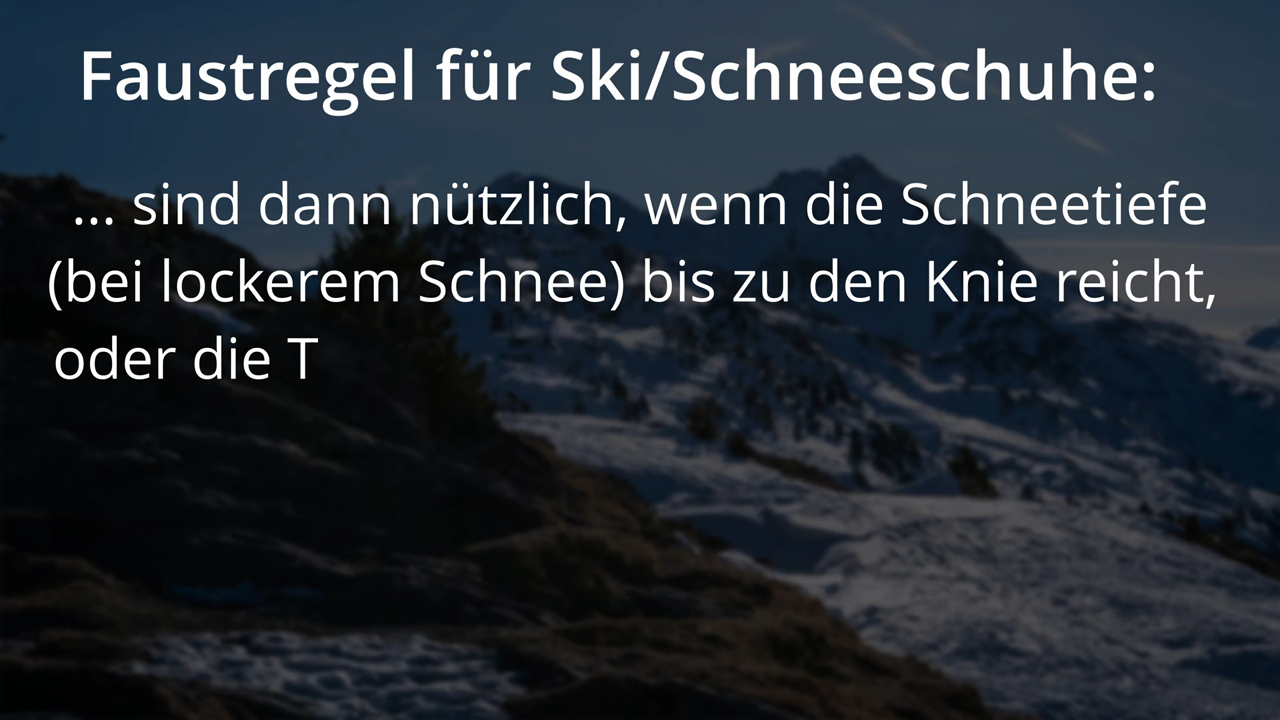 Faustregel für Ski/Schneeschuhe:
... sind dann nützlich, wenn die Schneetiefe
(bei lockerem Schnee) bis zu den Knie reicht,
oder die T